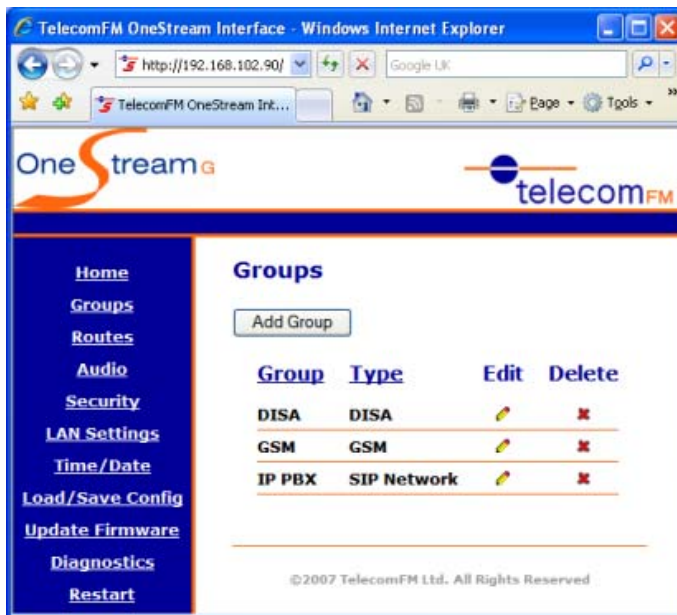 TelecomFM OneStream Interface - Windows Internet Explorer
http://192.168.102.90/
Google UK
TelecomFM OneStream Int...
Page
Tools
OneStream G
telecomFM
Home
Groups
Routes
Audio
Security
LAN Settings
Time/Date
Load/Save Config
Update Firmware
Diagnostics
Restart
Groups
Add Group
Group Type Edit Delete
DISA DISA
GSM GSM
IP PBX SIP Network
©2007 TelecomFM Ltd. All Rights Reserved